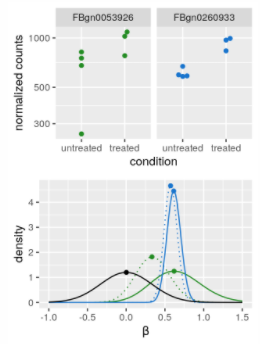 FBgn0053926 FBgn0260933
1000
500
300
normalized counts
untreated treated untreated treated
condition
4
3
2
1
0
density
-1.0 -0.5 0.0 0.5 1.0 1.5
β